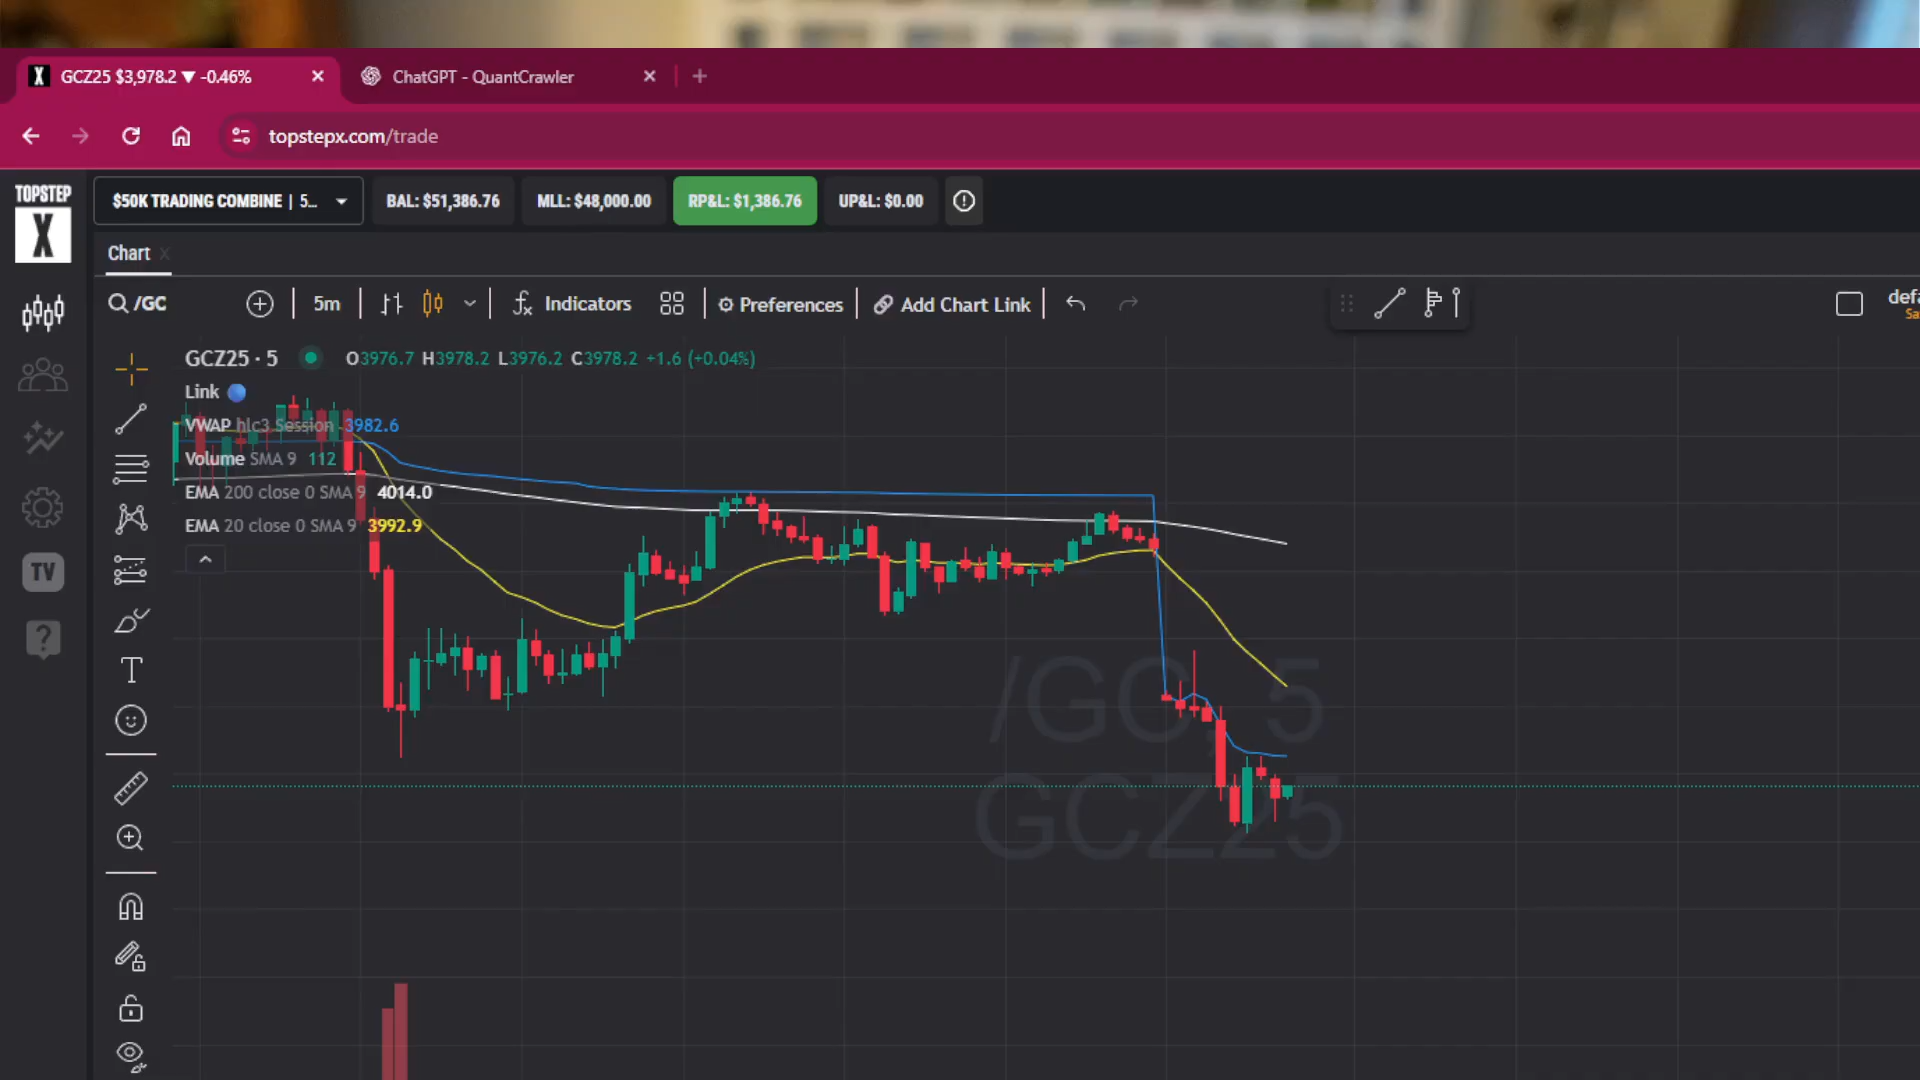 GCZ25 $3,978.2 ▼ -0.46%
ChatGPT - QuantCrawler
topstepx.com/trade
TOPSTEP
X
$50K TRADING COMBINE | 5...
BAL: $51,386.76
MLL: $48,000.00
RP&L: $1,386.76
UP&L: $0.00
Chart
/GC
5m
Indicators
Preferences
Add Chart Link
defa
Sa
GCZ25 · 5
O3976.7 H3978.2 L3976.2 C3978.2 +1.6 (+0.04%)
Link
VWAP hlc3 Session 3982.6
Volume SMA 9 112
EMA 200 close 0 SMA 9 4014.0
EMA 20 close 0 SMA 9 3992.9
TV
/GC, 5
GCZ25